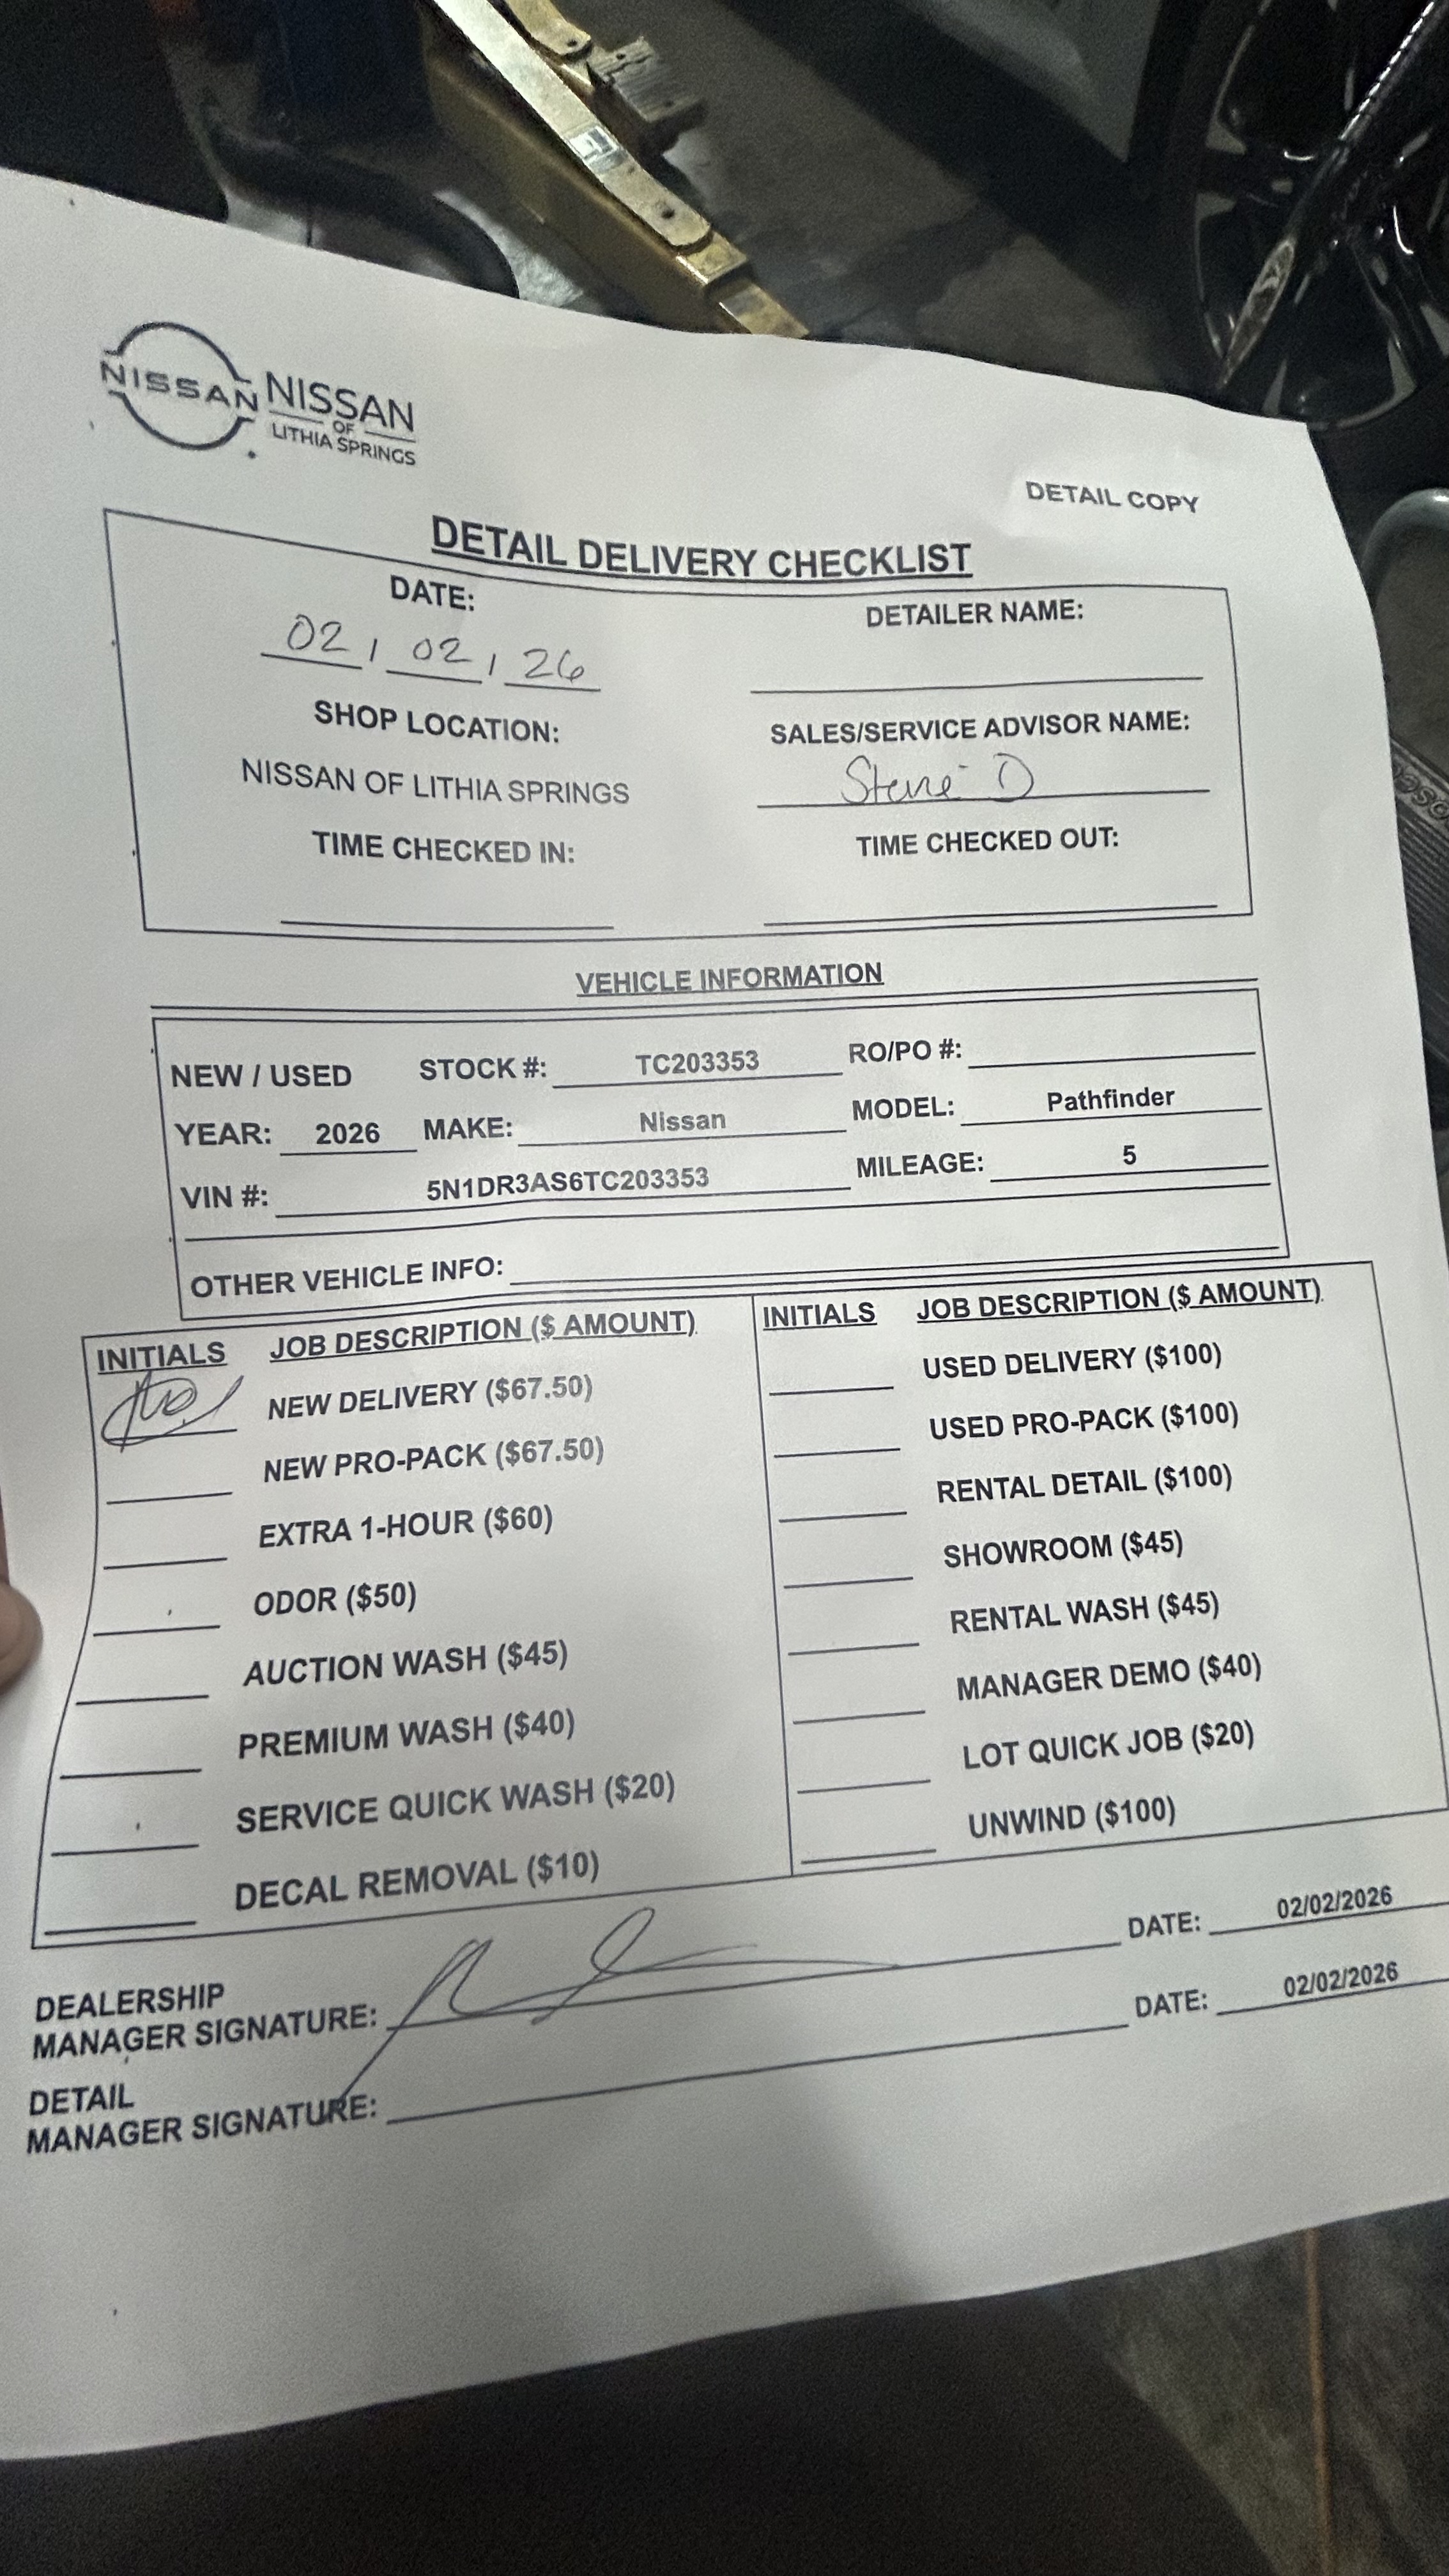 NISSAN NISSAN
OF
LITHIA SPRINGS
DETAIL COPY
DETAIL DELIVERY CHECKLIST
DATE: DETAILER NAME:
02 / 02 / 26
SHOP LOCATION: SALES/SERVICE ADVISOR NAME:
NISSAN OF LITHIA SPRINGS D
TIME CHECKED IN: TIME CHECKED OUT:
VEHICLE INFORMATION
NEW / USED STOCK #: TC203353 RO/PO #:
YEAR: 2026 MAKE: Nissan MODEL: Pathfinder
VIN #: 5N1DR3AS6TC203353 MILEAGE: 5
OTHER VEHICLE INFO:
INITIALS JOB DESCRIPTION ($ AMOUNT)
NEW DELIVERY ($67.50)
NEW PRO-PACK ($67.50)
EXTRA 1-HOUR ($60)
ODOR ($50)
AUCTION WASH ($45)
PREMIUM WASH ($40)
SERVICE QUICK WASH ($20)
DECAL REMOVAL ($10)
INITIALS JOB DESCRIPTION ($ AMOUNT)
USED DELIVERY ($100)
USED PRO-PACK ($100)
RENTAL DETAIL ($100)
SHOWROOM ($45)
RENTAL WASH ($45)
MANAGER DEMO ($40)
LOT QUICK JOB ($20)
UNWIND ($100)
DEALERSHIP
MANAGER SIGNATURE: DATE: 02/02/2026
DETAIL
MANAGER SIGNATURE: DATE: 02/02/2026